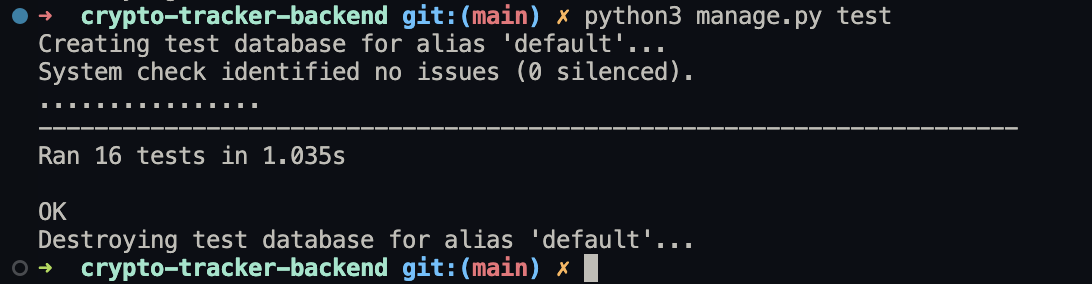 ➜  crypto-tracker-backend git:(main) ✗ python3 manage.py test
Creating test database for alias 'default'...
System check identified no issues (0 silenced).
................
----------------------------------------------------------------------
Ran 16 tests in 1.035s

OK
Destroying test database for alias 'default'...
➜  crypto-tracker-backend git:(main) ✗